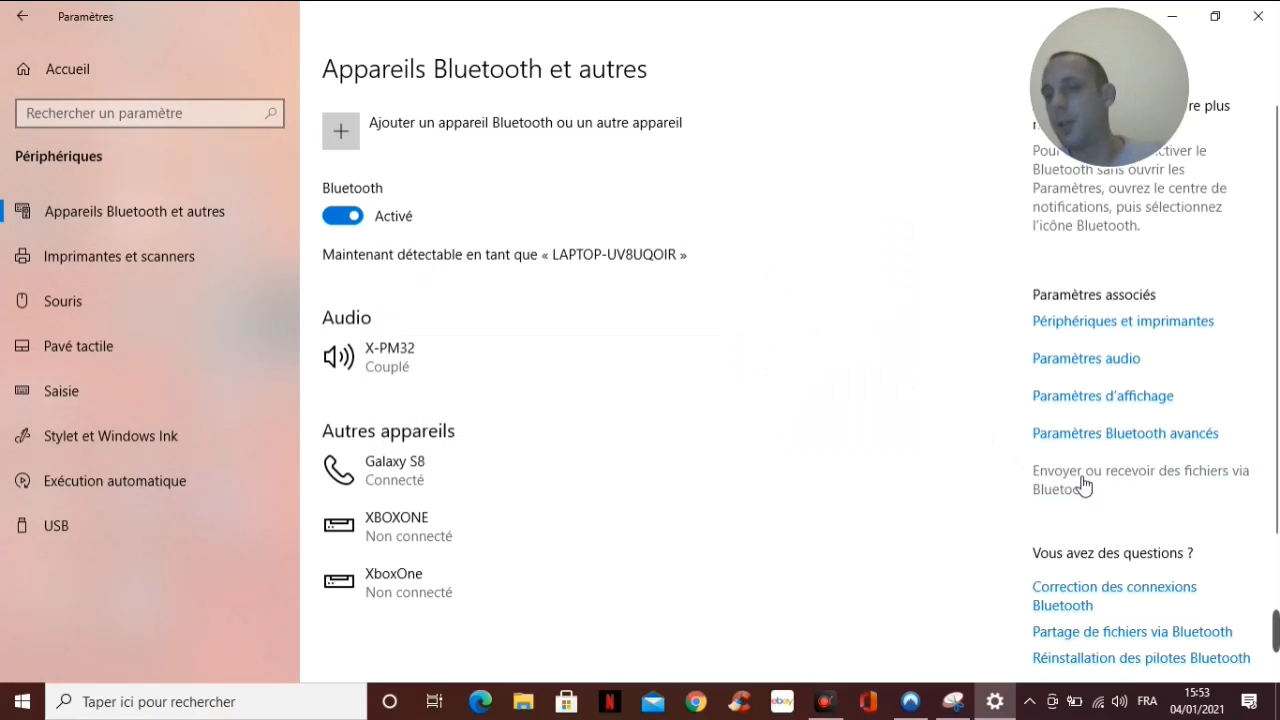 Paramètres
Accueil
Rechercher un paramètre
Périphériques
Appareils Bluetooth et autres
Imprimantes et scanners
Souris
Pavé tactile
Saisie
Stylet et Windows Ink
Exécution automatique
USB
Appareils Bluetooth et autres
Ajouter un appareil Bluetooth ou un autre appareil
Bluetooth
Activé
Maintenant détectable en tant que « LAPTOP-UV8UQOIR »
Audio
X-PM32
Couplé
Autres appareils
Galaxy S8
Connecté
XBOXONE
Non connecté
XboxOne
Non connecté
re plus
Bluetooth sans ouvrir les
Paramètres, ouvrez le centre de
notifications, puis sélectionnez
l'icône Bluetooth.
Paramètres associés
Périphériques et imprimantes
Paramètres audio
Paramètres d'affichage
Paramètres Bluetooth avancés
Envoyer ou recevoir des fichiers via
Bluetooth
Vous avez des questions ?
Correction des connexions
Bluetooth
Partage de fichiers via Bluetooth
Réinstallation des pilotes Bluetooth
Taper ici pour rechercher
ebay
FRA
15:53
04/01/2021